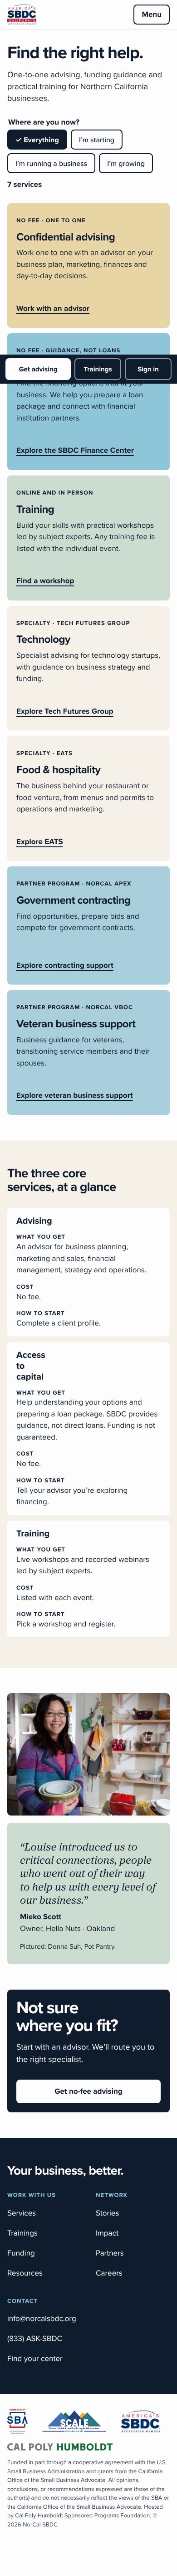 AMERICA'S
SBDC
CALIFORNIA
Menu
Find the right help.
One-to-one advising, funding guidance and
practical training for Northern California
businesses.
Where are you now?
✓ Everything
I'm starting
I'm running a business
I'm growing
7 services
NO FEE · ONE TO ONE
Confidential advising
Work one to one with an advisor on your
business plan, marketing, finances and
day-to-day decisions.
Work with an advisor
NO FEE · GUIDANCE, NOT LOANS
Get advising
Trainings
Sign in
business. We help you prepare a loan
package and connect with financial
institution partners.
Explore the SBDC Finance Center
ONLINE AND IN PERSON
Training
Build your skills with practical workshops
led by subject experts. Any training fee is
listed with the individual event.
Find a workshop
SPECIALTY · TECH FUTURES GROUP
Technology
Specialist advising for technology startups,
with guidance on business strategy and
funding.
Explore Tech Futures Group
SPECIALTY · EATS
Food & hospitality
The business behind your restaurant or
food venture, from menus and permits to
operations and marketing.
Explore EATS
PARTNER PROGRAM · NORCAL APEX
Government contracting
Find opportunities, prepare bids and
compete for government contracts.
Explore contracting support
PARTNER PROGRAM · NORCAL VBOC
Veteran business support
Business guidance for veterans,
transitioning service members and their
spouses.
Explore veteran business support
The three core
services, at a glance
Advising
WHAT YOU GET
An advisor for business planning,
marketing and sales, financial
management, strategy and operations.
COST
No fee.
HOW TO START
Complete a client profile.
Access
to
capital
WHAT YOU GET
Help understanding your options and
preparing a loan package. SBDC provides
guidance, not direct loans. Funding is not
guaranteed.
COST
No fee.
HOW TO START
Tell your advisor you're exploring
financing.
Training
WHAT YOU GET
Live workshops and recorded webinars
led by subject experts.
COST
Listed with each event.
HOW TO START
Pick a workshop and register.
“Louise introduced us to
critical connections, people
who went out of their way
to help us with every level of
our business.”
Mieko Scott
Owner, Hella Nuts · Oakland
Pictured: Donna Suh, Pot Pantry.
Not sure
where you fit?
Start with an advisor. We'll route you to
the right specialist.
Get no-fee advising
Your business, better.
WORK WITH US
Services
Trainings
Funding
Resources
NETWORK
Stories
Impact
Partners
Careers
CONTACT
info@norcalsbdc.org
(833) ASK-SBDC
Find your center
POWERED BY
SBA
SCALE
AMERICA'S
SBDC
ACCREDITED MEMBER
CAL POLY HUMBOLDT
Funded in part through a cooperative agreement with the U.S.
Small Business Administration and grants from the California
Office of the Small Business Advocate. All opinions,
conclusions, or recommendations expressed are those of the
author(s) and do not necessarily reflect the views of the SBA or
the California Office of the Small Business Advocate. Hosted
by Cal Poly Humboldt Sponsored Programs Foundation. ©
2026 NorCal SBDC